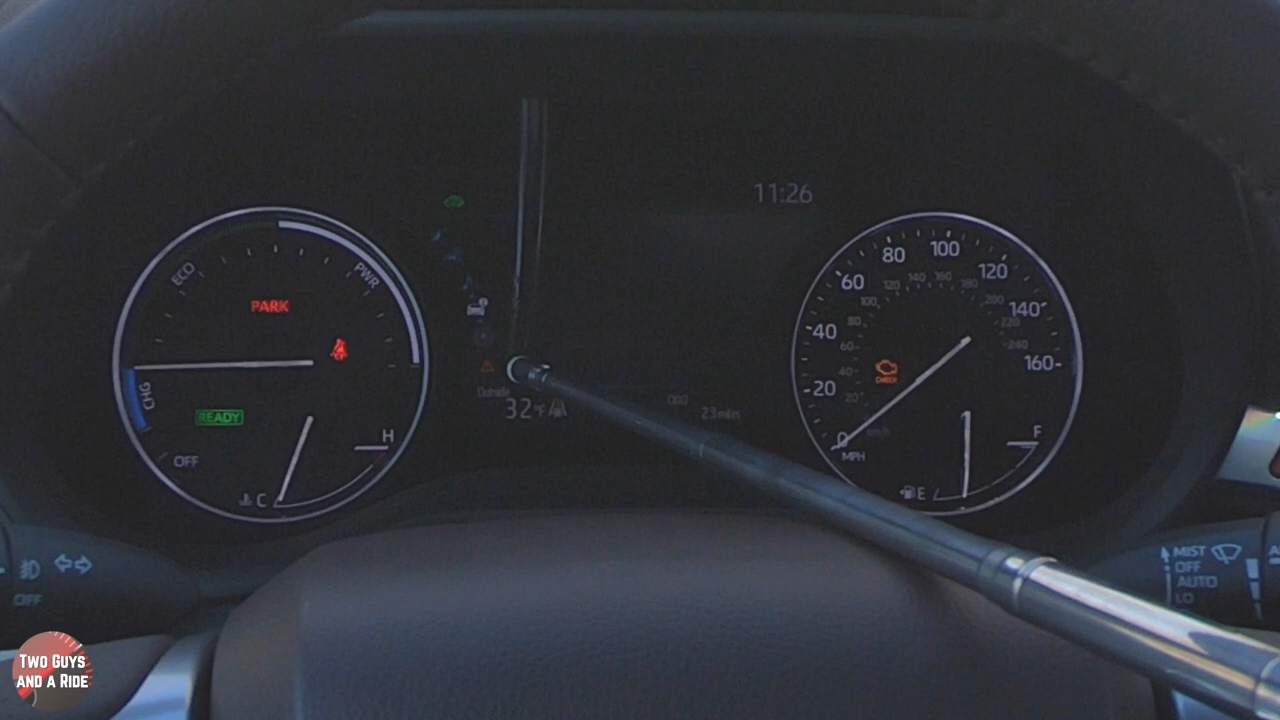 11:26
ECO
PWR
PARK
CHG
READY
OFF
H
C
Outside
32°F
000
23 miles
0
20
40
60
80
100
120
140
160
MPH
km/h
20
40
60
80
100
120
140
160
180
200
220
240
CHECK
F
E
OFF
MIST
OFF
AUTO
LO
TWO GUYS
AND A RIDE